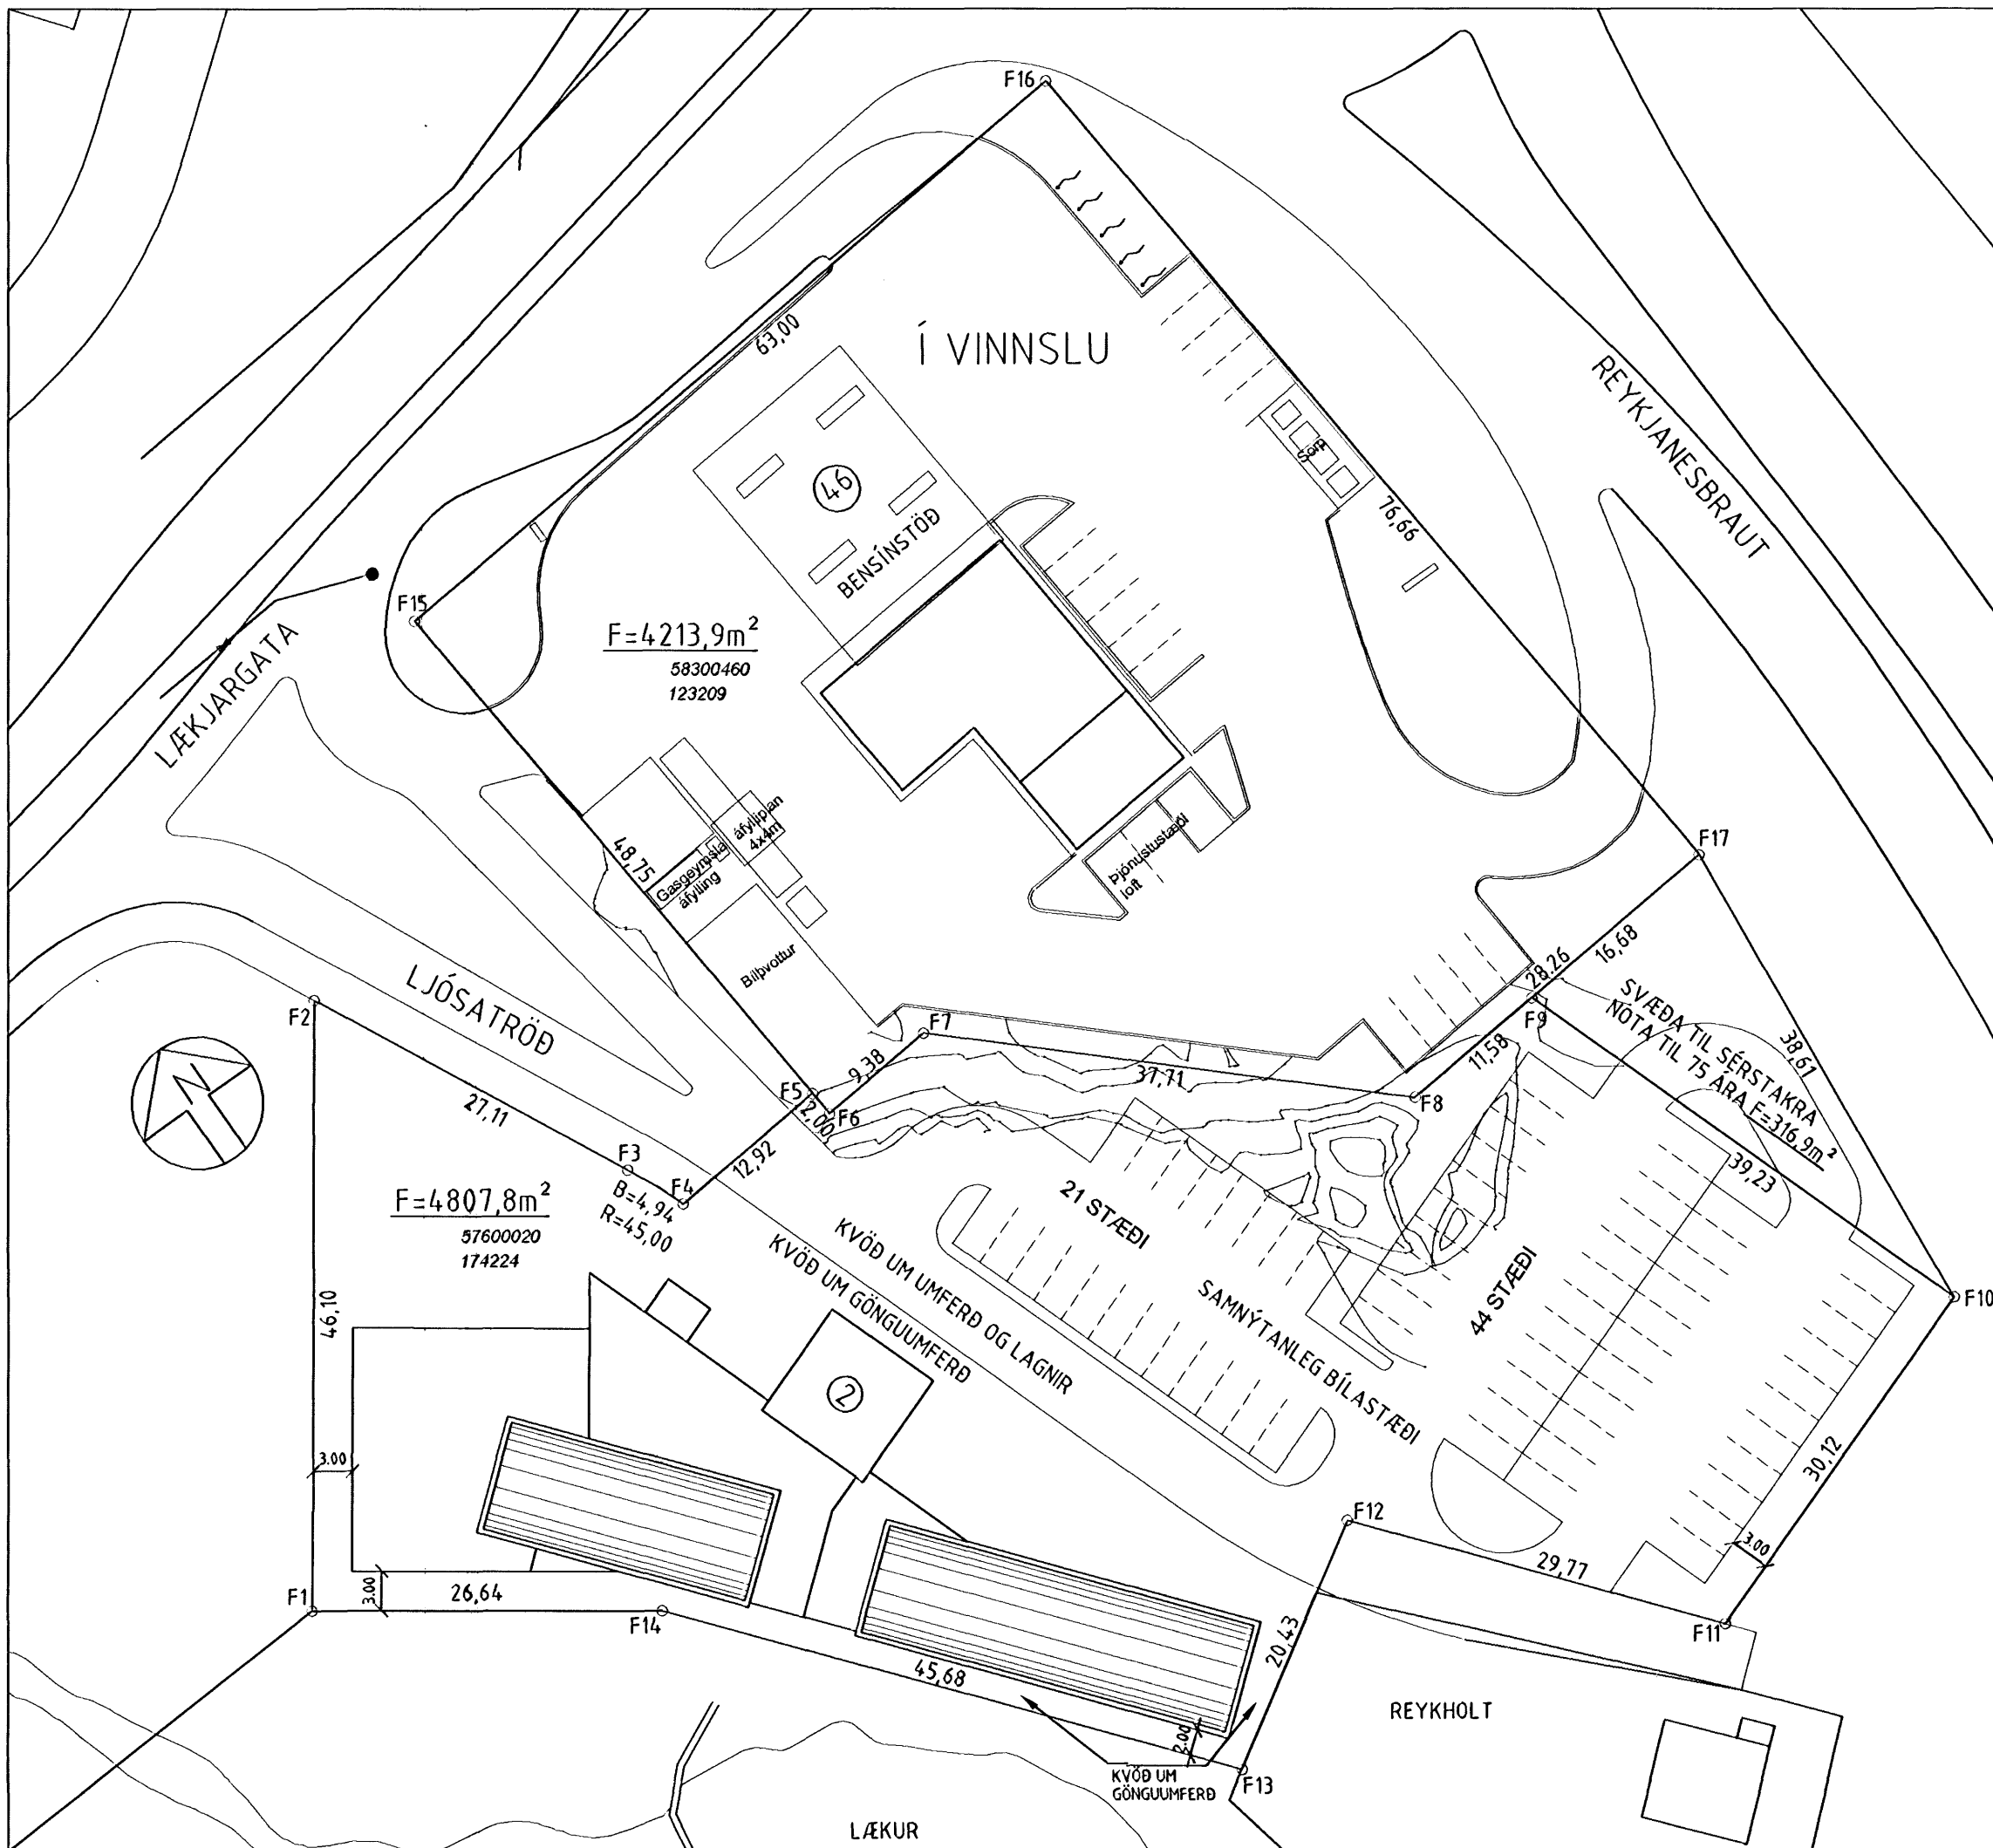 F16
63,00
Í VINNSLU
REYKJANESBRAUT
Sorp
76,66
46
BENSÍNSTÖÐ
F15
F=4213,9m²
58300460
123209
LÆKJARGATA
48,75
áfylliplan
4x4m
Gasgeymsla
áfylling
Bílþvottur
Þjónustustæði
loft
F17
16,68
28.26
F9
SVÆÐA TIL SÉRSTAKRA
NOTA TIL 75 ÁRA F=316,9m²
38,61
LJÓSATRÖÐ
F2
F7
9,38
F5
2,00
F6
37,71
11,58
F8
27,11
12,92
F3
F4
B=4,94
R=45,00
39,23
F=4807,8m²
57600020
174224
21 STÆÐI
44 STÆÐI
KVÖÐ UM UMFERÐ OG LAGNIR
KVÖÐ UM GÖNGUUMFERÐ
SAMNÝTANLEG BÍLASTÆÐI
F10
46,10
2
30,12
3.00
F12
29,77
3.00
F1
3.00
26,64
F14
F11
20,43
45,68
REYKHOLT
2.00
KVÖÐ UM
GÖNGUUMFERÐ
F13
LÆKUR